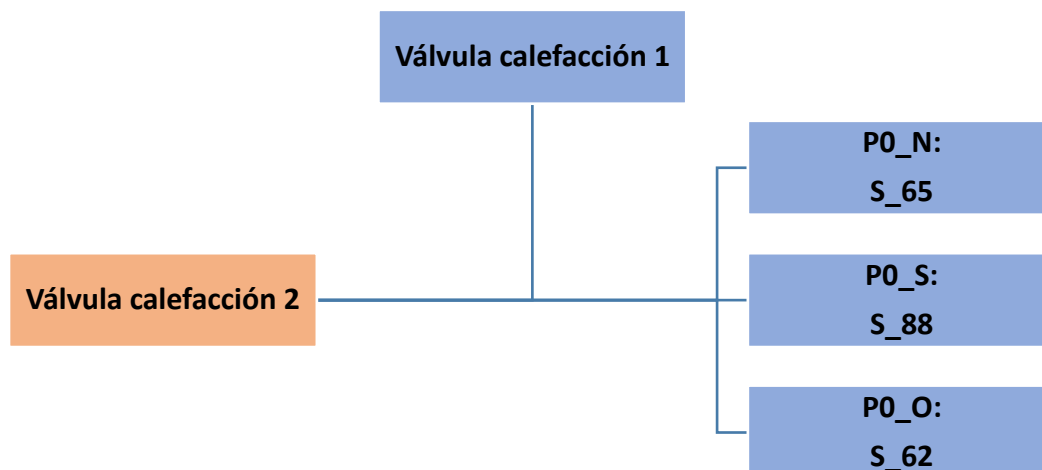 Válvula calefacción 1
P0_N:
S_65
Válvula calefacción 2
P0_S:
S_88
P0_O:
S_62